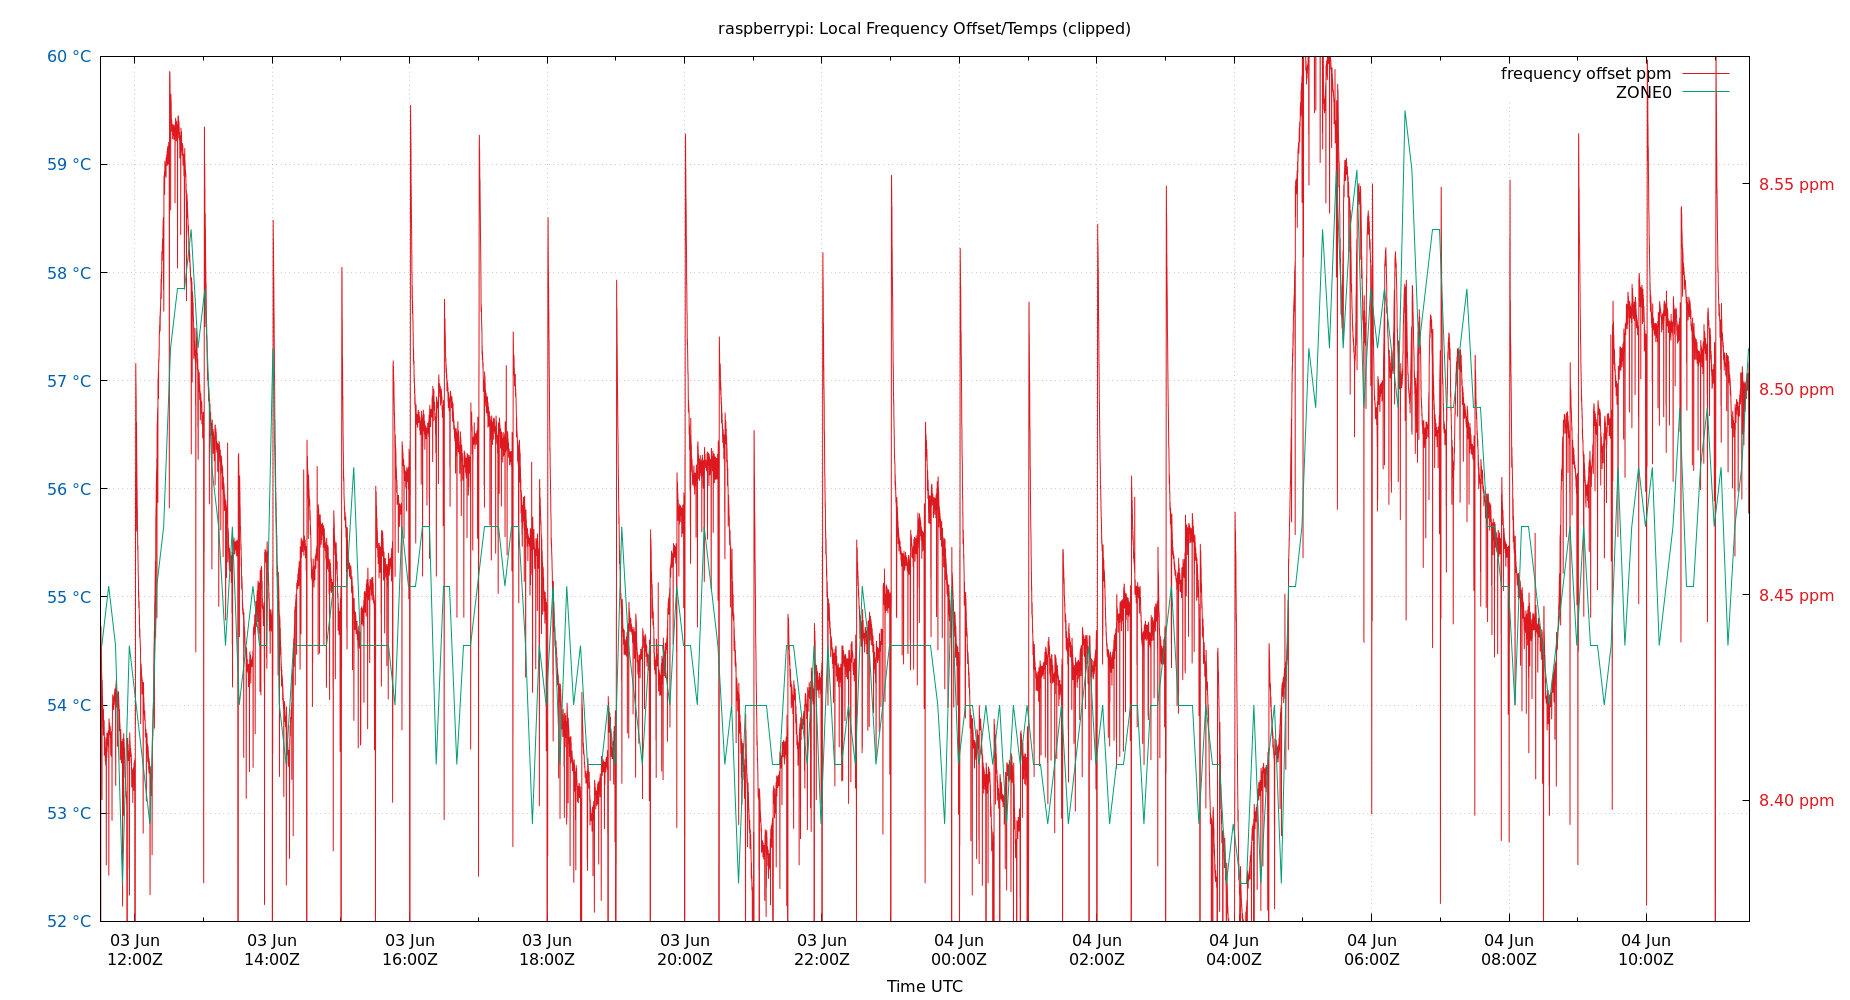 raspberrypi: Local Frequency Offset/Temps (clipped)
60 °C
59 °C
58 °C
57 °C
56 °C
55 °C
54 °C
53 °C
52 °C
frequency offset ppm
ZONE0
8.55 ppm
8.50 ppm
8.45 ppm
8.40 ppm
03 Jun 03 Jun 03 Jun 03 Jun 03 Jun 03 Jun 04 Jun 04 Jun 04 Jun 04 Jun 04 Jun 04 Jun
12:00Z 14:00Z 16:00Z 18:00Z 20:00Z 22:00Z 00:00Z 02:00Z 04:00Z 06:00Z 08:00Z 10:00Z
Time UTC